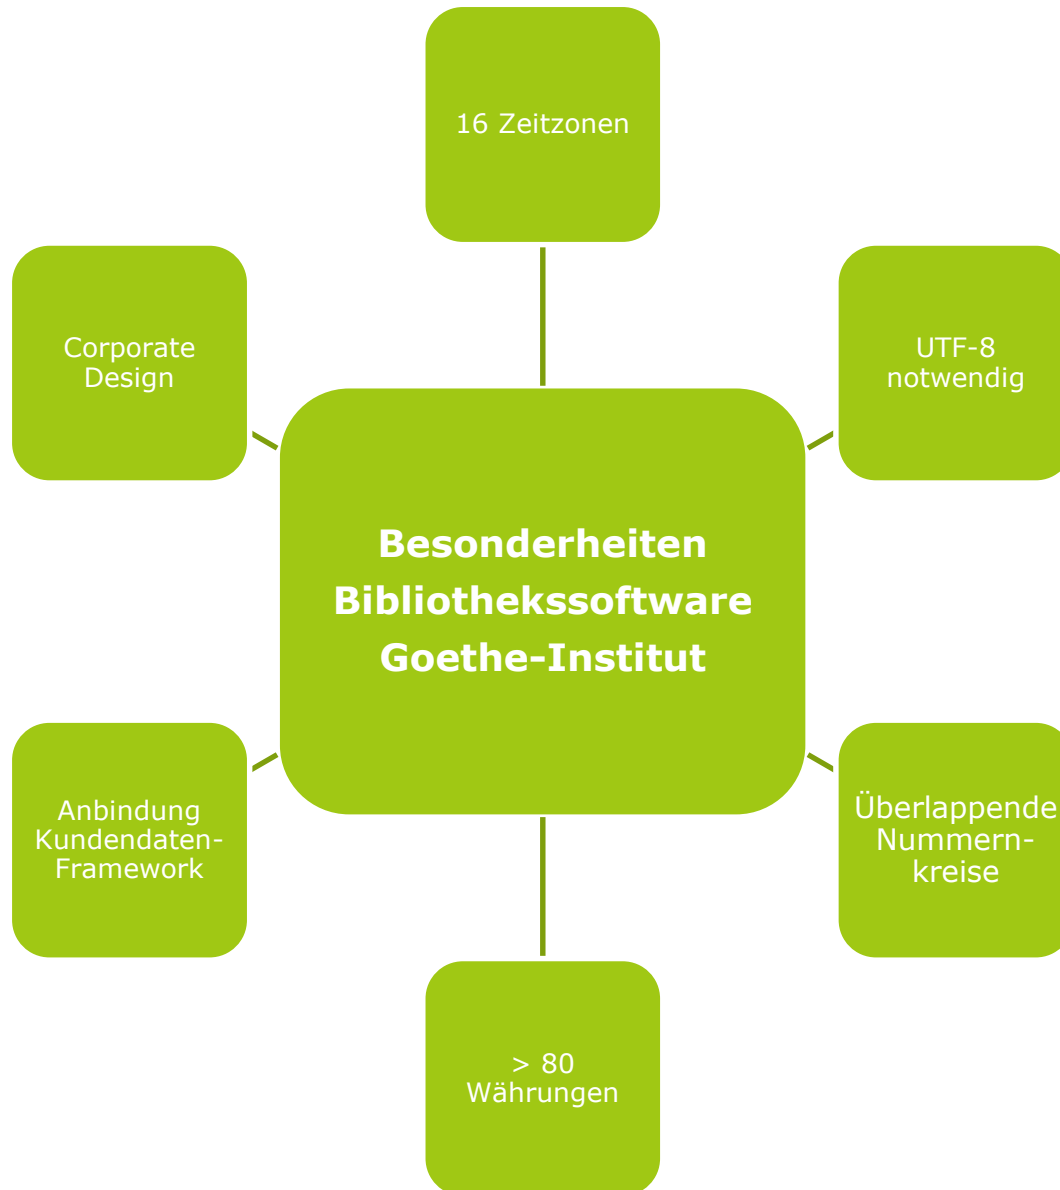 16 Zeitzonen
Corporate
Design
UTF-8
notwendig
Besonderheiten
Bibliothekssoftware
Goethe-Institut
Anbindung
Kundendaten-
Framework
Überlappende
Nummern-
kreise
> 80
Währungen